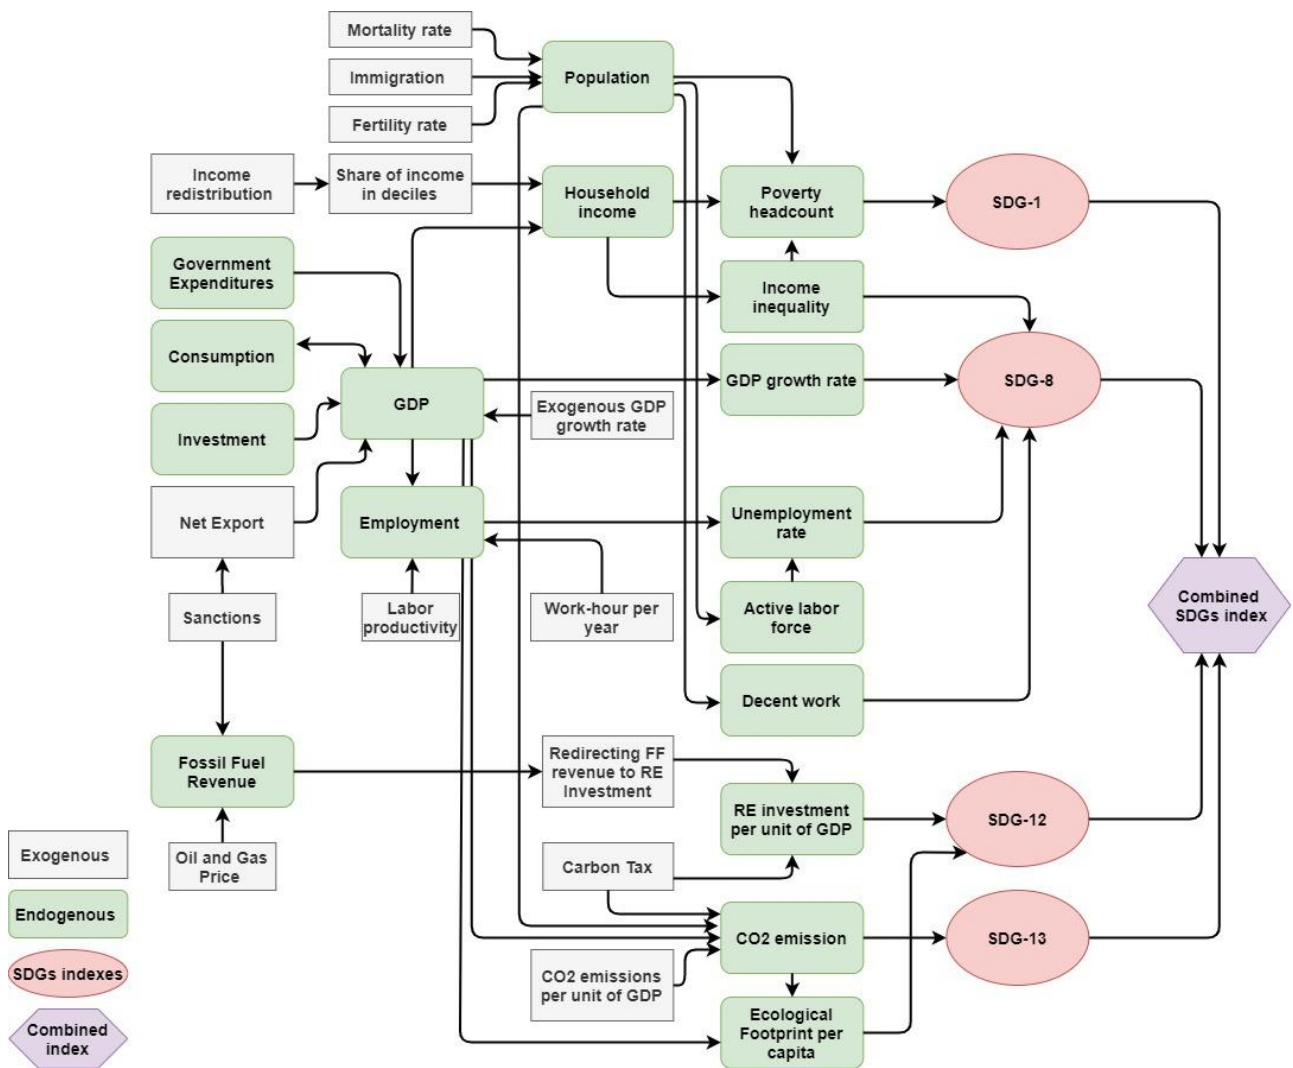 Mortality rate
Immigration
Fertility rate
Population
Income
redistribution
Share of income
in deciles
Household
income
Poverty
headcount
SDG-1
Government
Expenditures
Income
inequality
Consumption
GDP
GDP growth rate
SDG-8
Exogenous GDP
growth rate
Investment
Net Export
Employment
Unemployment
rate
Sanctions
Labor
productivity
Work-hour per
year
Active labor
force
Combined
SDGs index
Decent work
Fossil Fuel
Revenue
Redirecting FF
revenue to RE
Investment
RE investment
per unit of GDP
SDG-12
Oil and Gas
Price
Carbon Tax
CO2 emission
SDG-13
CO2 emissions
per unit of GDP
Ecological
Footprint per
capita
Exogenous
Endogenous
SDGs indexes
Combined
index